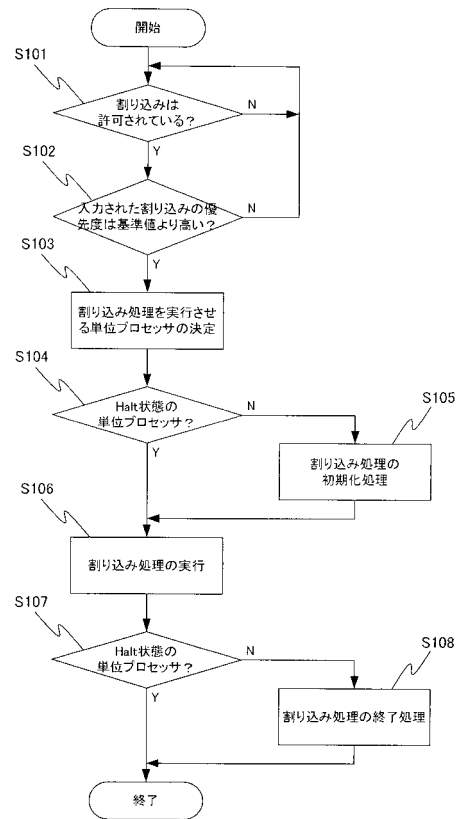 開始
S101
割り込みは
許可されている?
N
Y
S102
入力された割り込みの優
先度は基準値より高い?
N
Y
S103
割り込み処理を実行させ
る単位プロセッサの決定
S104
Halt状態の
単位プロセッサ?
N
Y
S105
割り込み処理の
初期化処理
S106
割り込み処理の実行
S107
Halt状態の
単位プロセッサ?
N
Y
S108
割り込み処理の終了処理
終了